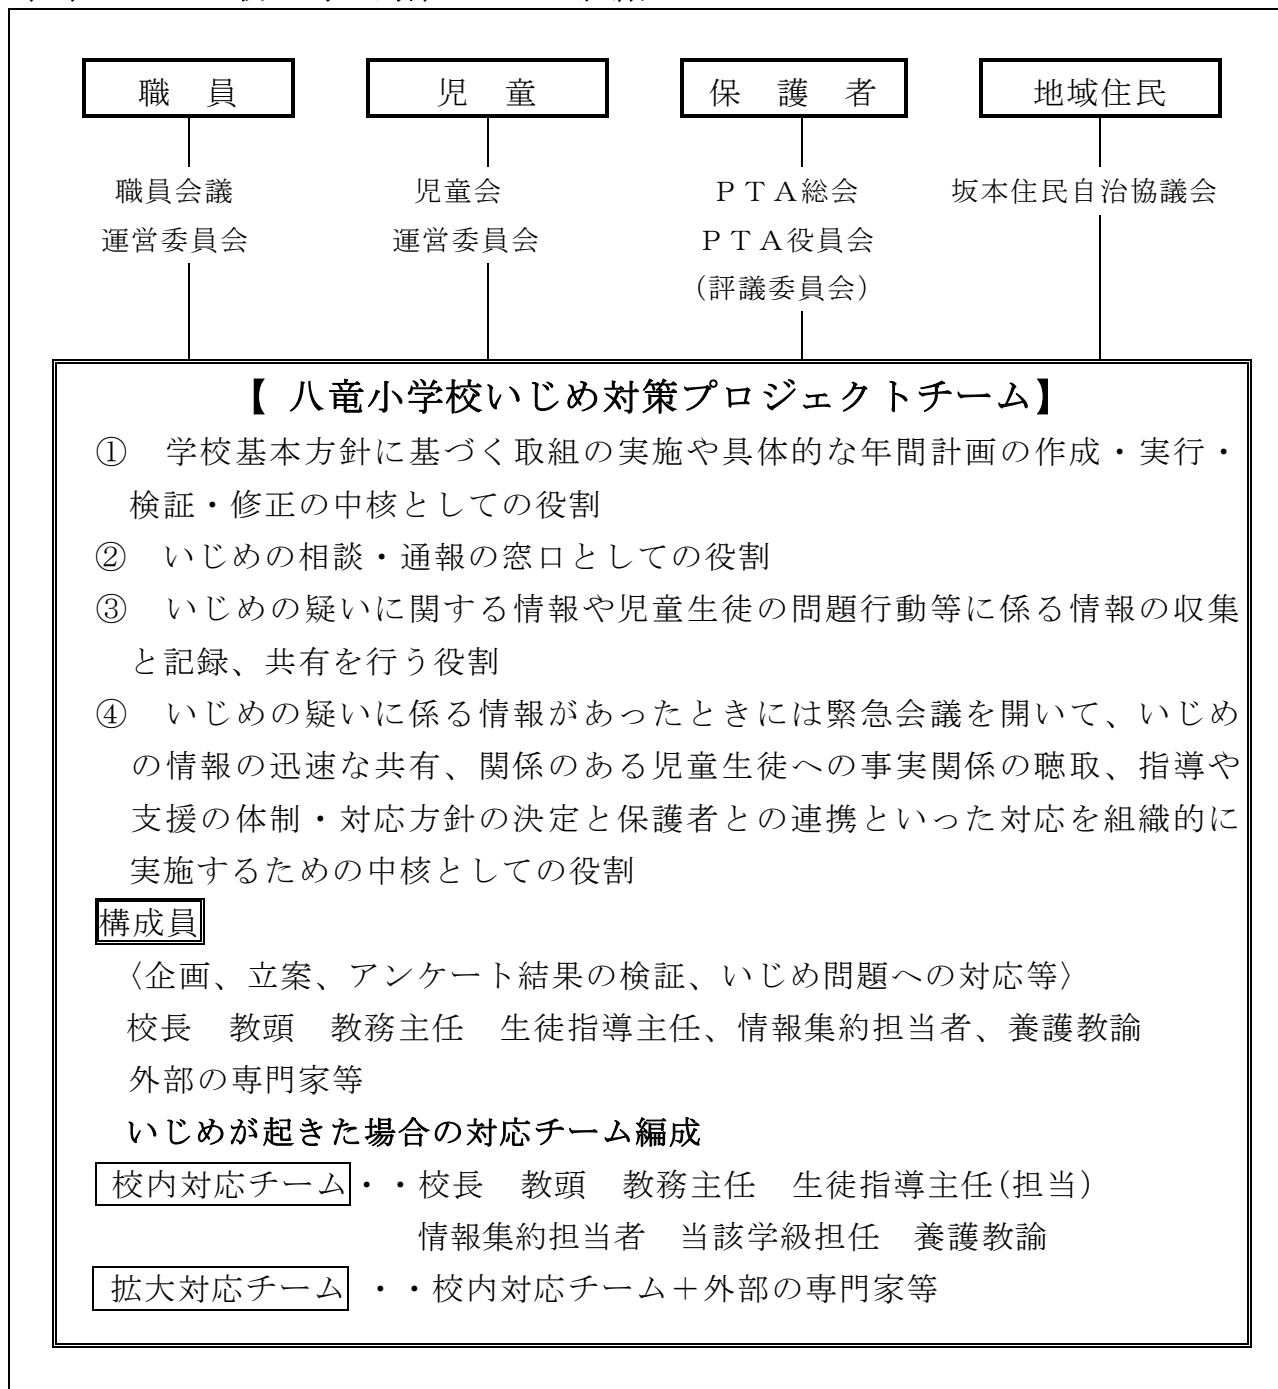 職　員　児　童　保　護　者　地域住民
職員会議　児童会　ＰＴＡ総会　坂本住民自治協議会
運営委員会　運営委員会　ＰＴＡ役員会
（評議委員会）
【 八竜小学校いじめ対策プロジェクトチーム】
①　学校基本方針に基づく取組の実施や具体的な年間計画の作成・実行・
検証・修正の中核としての役割
②　いじめの相談・通報の窓口としての役割
③　いじめの疑いに関する情報や児童生徒の問題行動等に係る情報の収集
と記録、共有を行う役割
④　いじめの疑いに係る情報があったときには緊急会議を開いて、いじめ
の情報の迅速な共有、関係のある児童生徒への事実関係の聴取、指導や
支援の体制・対応方針の決定と保護者との連携といった対応を組織的に
実施するための中核としての役割
構成員
〈企画、立案、アンケート結果の検証、いじめ問題への対応等〉
校長　教頭　教務主任　生徒指導主任、情報集約担当者、養護教諭
外部の専門家等
いじめが起きた場合の対応チーム編成
校内対応チーム・・校長　教頭　教務主任　生徒指導主任(担当)
情報集約担当者　当該学級担任　養護教諭
拡大対応チーム ・・校内対応チーム＋外部の専門家等